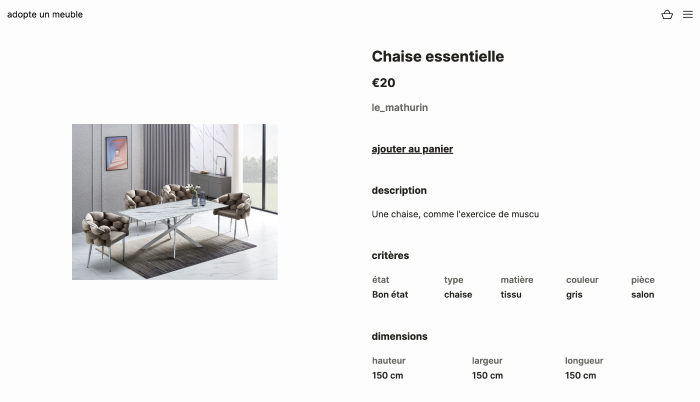 adopte un meuble
Chaise essentielle
€20
le_mathurin
ajouter au panier
description
Une chaise, comme l'exercice de muscu
critères
état type matière couleur pièce
Bon état chaise tissu gris salon
dimensions
hauteur largeur longueur
150 cm 150 cm 150 cm